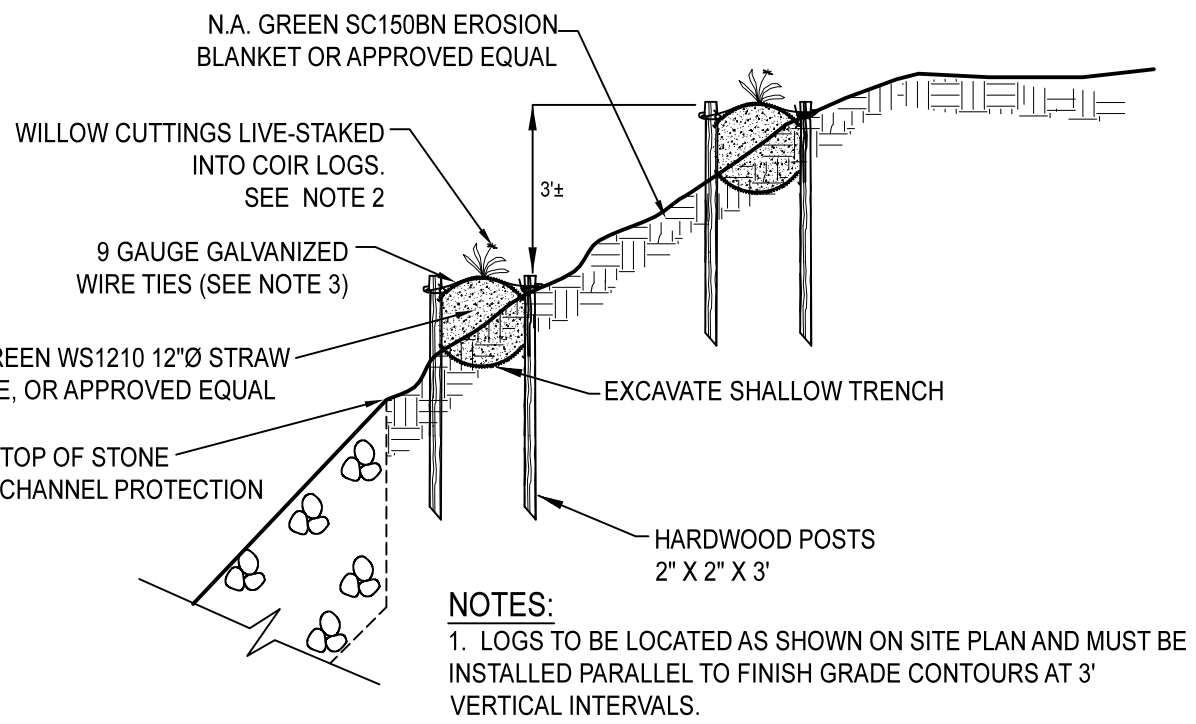 N.A. GREEN SC150BN EROSION
BLANKET OR APPROVED EQUAL
WILLOW CUTTINGS LIVE-STAKED
INTO COIR LOGS.
SEE NOTE 2
3'±
9 GAUGE GALVANIZED
WIRE TIES (SEE NOTE 3)
WS1210 12"Ø STRAW
OR APPROVED EQUAL
EXCAVATE SHALLOW TRENCH
TOP OF STONE
CHANNEL PROTECTION
HARDWOOD POSTS
2" X 2" X 3'
NOTES:
1. LOGS TO BE LOCATED AS SHOWN ON SITE PLAN AND MUST BE
INSTALLED PARALLEL TO FINISH GRADE CONTOURS AT 3'
VERTICAL INTERVALS.